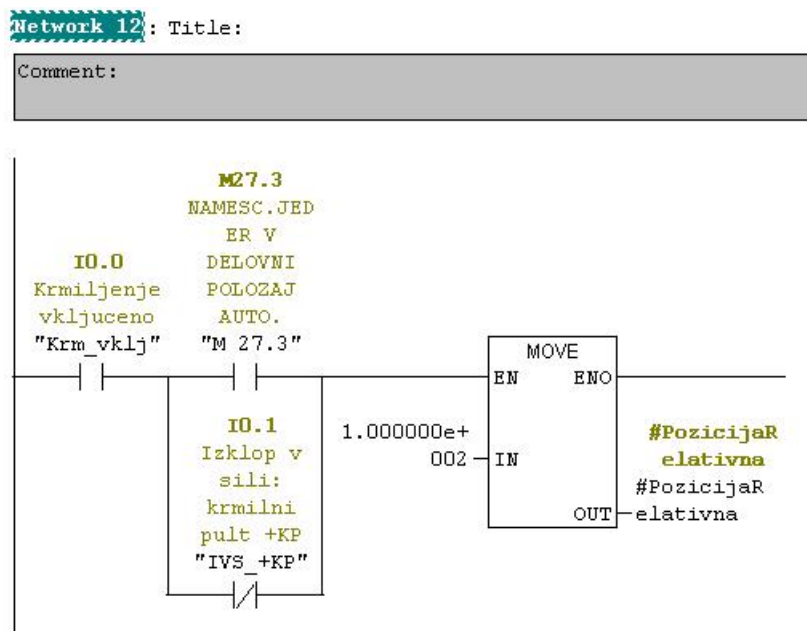 Network 12: Title:
Comment:
M27.3
NAMESC.JED
ER V
DELOVNI
POLOZAJ
AUTO.
"M 27.3"
I0.0
Krmiljenje
vkljuceno
"Krm_vklj"
I0.1
Izklop v
sili:
krmilni
pult +KP
"IVS_+KP"
MOVE
EN ENO
1.000000e+
002
IN
OUT
#PozicijaR
elativna
#PozicijaR
elativna